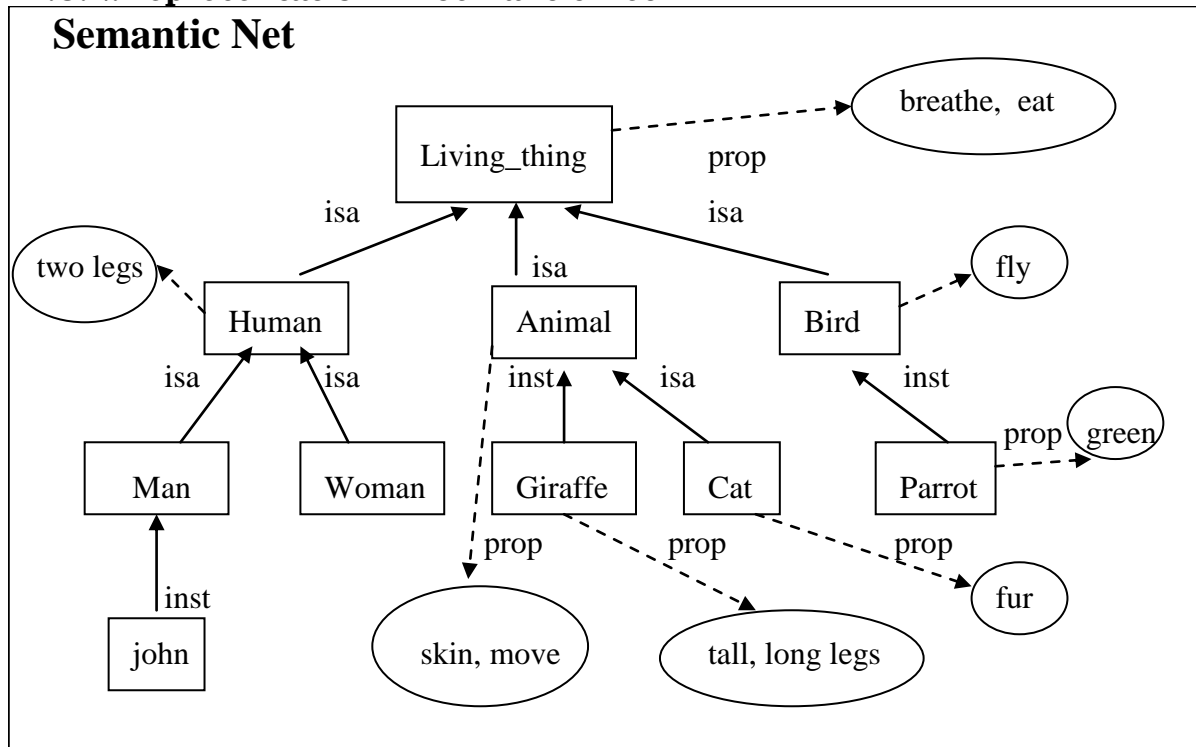 Semantic Net
breathe, eat
Living_thing
prop
isa
isa
two legs
isa
fly
Human
Animal
Bird
isa
isa
inst
isa
inst
prop
green
Man
Woman
Giraffe
Cat
Parrot
prop
prop
prop
inst
fur
john
skin, move
tall, long legs